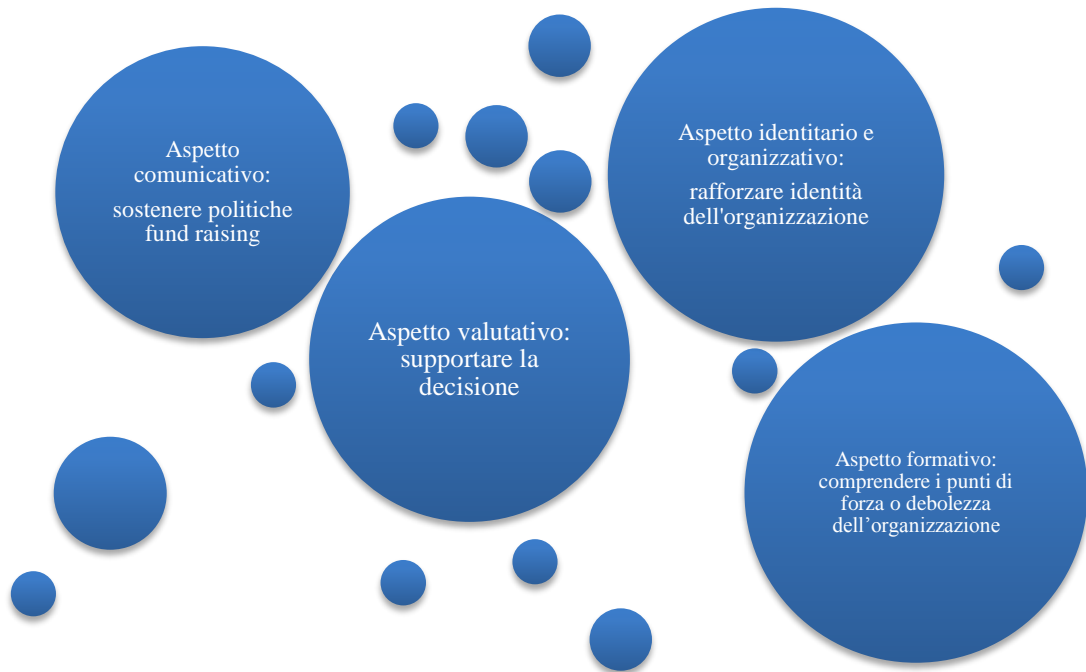 Aspetto
comunicativo:
sostenere politiche
fund raising
Aspetto valutativo:
supportare la
decisione
Aspetto identitario e
organizzativo:
rafforzare identità
dell'organizzazione
Aspetto formativo:
comprendere i punti di
forza o debolezza
dell’organizzazione